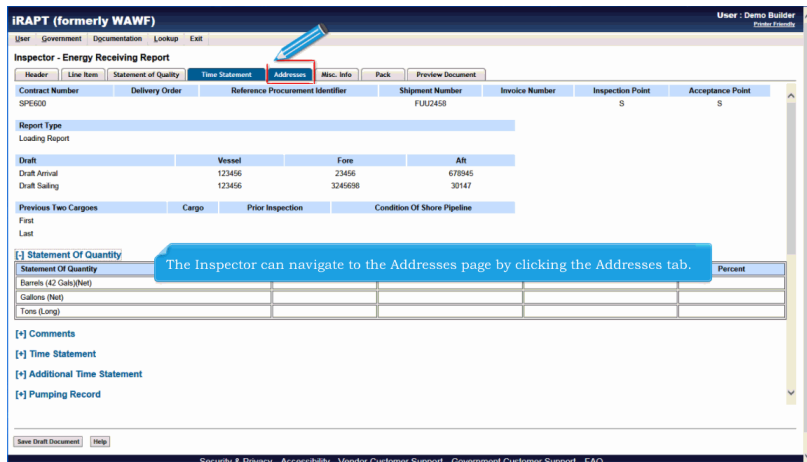 iRAPT (formerly WAWF)
User : Demo Builder
Printer Friendly
User Government Documentation Lookup Exit
Inspector - Energy Receiving Report
Header Line Item Statement of Quality Time Statement Addresses Misc. Info Pack Preview Document
Contract Number Delivery Order Reference Procurement Identifier Shipment Number Invoice Number Inspection Point Acceptance Point
SPE600 FUU2458 S S
Report Type
Loading Report
Draft Vessel Fore Aft
Draft Arrival 123456 23456 678945
Draft Sailing 123456 3245698 30147
Previous Two Cargoes Cargo Prior Inspection Condition Of Shore Pipeline
First
Last
[-] Statement Of Quantity
The Inspector can navigate to the Addresses page by clicking the Addresses tab.
Statement Of Quantity Percent
Barrels (42 Gals)(Net)
Gallons (Net)
Tons (Long)
[+] Comments
[+] Time Statement
[+] Additional Time Statement
[+] Pumping Record
Save Draft Document Help
Security & Privacy Accessibility Vendor Customer Support Government Customer Support FAQ